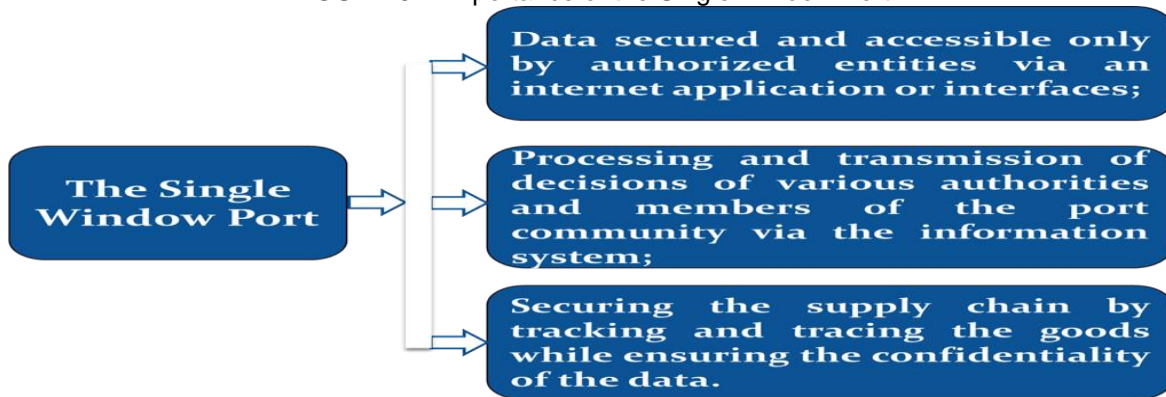 The Single
Window Port
Data secured and accessible only
by authorized entities via an
internet application or interfaces;
Processing and transmission of
decisions of various authorities
and members of the port
community via the information
system;
Securing the supply chain by
tracking and tracing the goods
while ensuring the confidentiality
of the data.